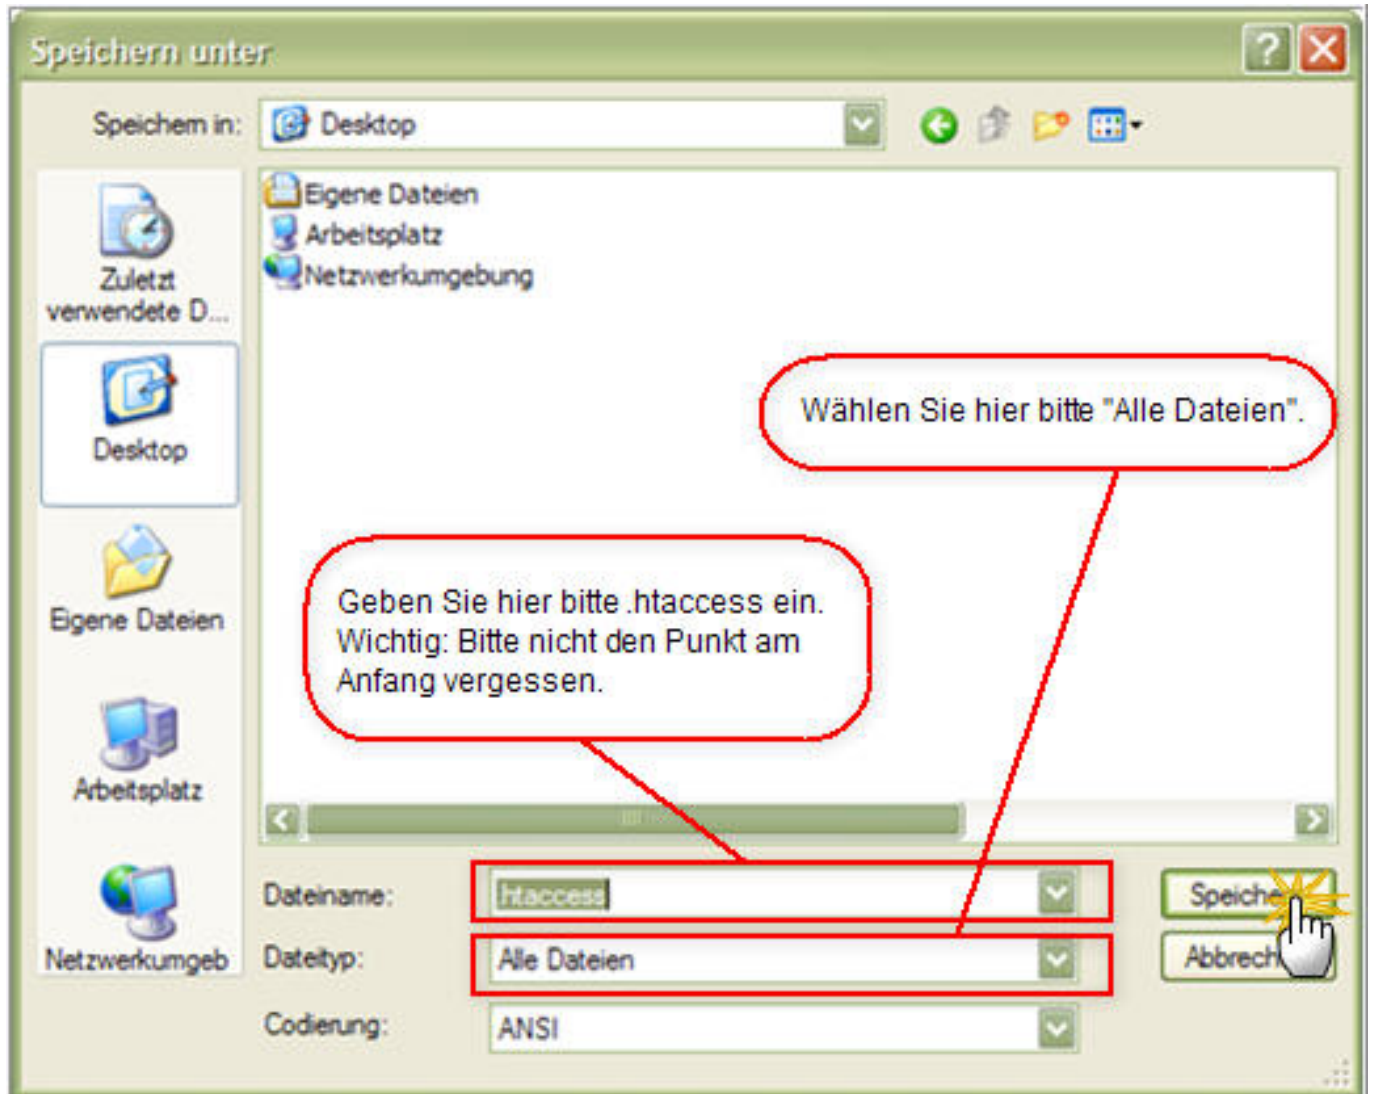 Speichern unter
Speichern in:
Desktop
Eigene Dateien
Arbeitsplatz
Netzwerkumgebung
Zuletzt
verwendete D...
Desktop
Eigene Dateien
Arbeitsplatz
Netzwerkumgeb
Wählen Sie hier bitte "Alle Dateien".
Geben Sie hier bitte .htaccess ein.
Wichtig: Bitte nicht den Punkt am
Anfang vergessen.
Dateiname:
.htaccess
Speiche
Dateityp:
Alle Dateien
Abbrech
Codierung:
ANSI